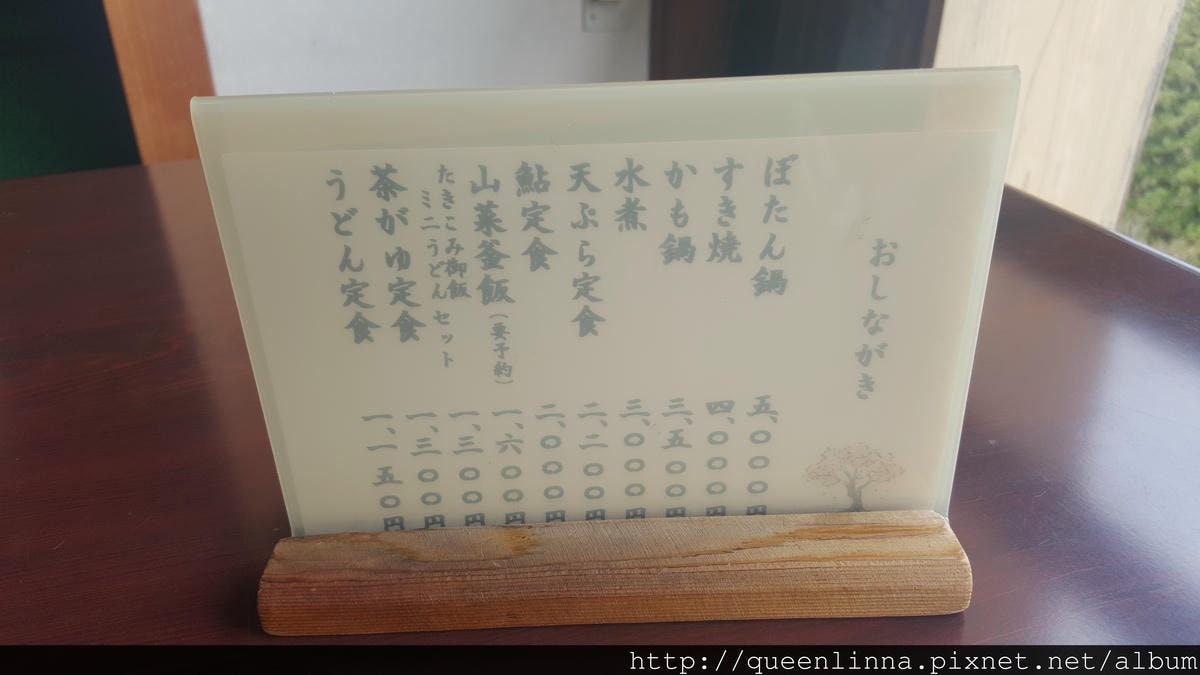 おしながき
ぼたん鍋 五、〇〇〇円
すき焼 四、〇〇〇円
かも鍋 三、五〇〇円
水煮 三、〇〇〇円
天ぷら定食 二、二〇〇円
鮎定食 二、〇〇〇円
山菜釜飯(要予約) 一、六〇〇円
たきこみ御飯
ミニうどん セット 一、三〇〇円
茶がゆ定食 一、三〇〇円
うどん定食 一、一五〇円
http://queenlinna.pixnet.net/album